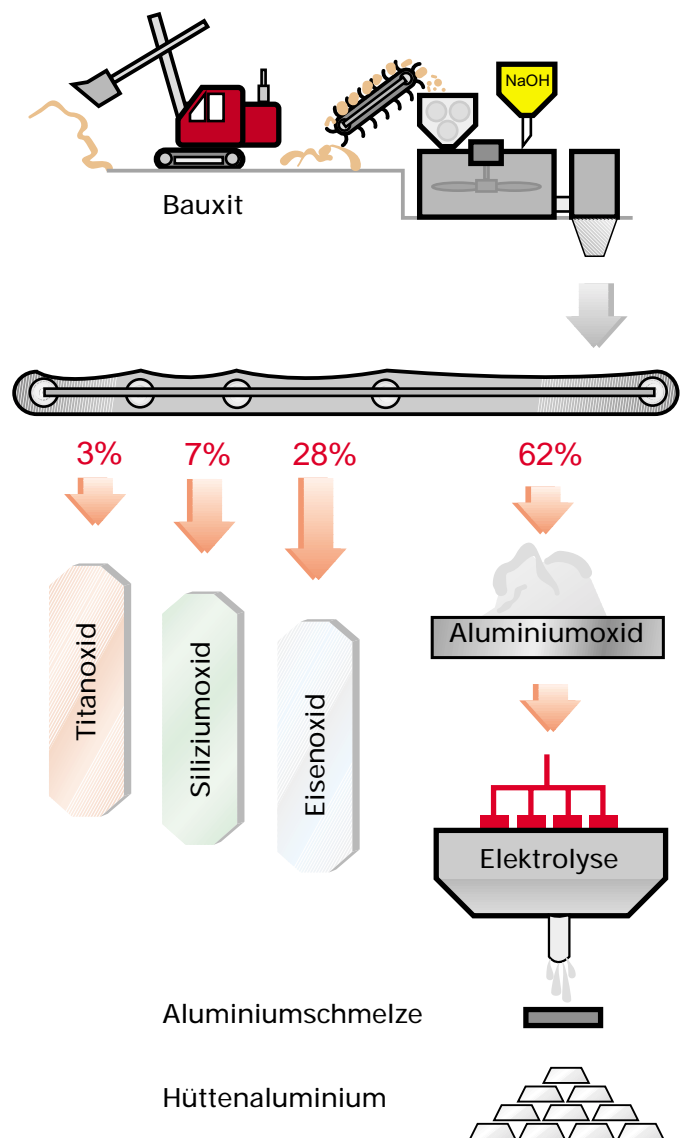 NaOH
Bauxit
3% 7% 28% 62%
Titanoxid
Siliziumoxid
Eisenoxid
Aluminiumoxid
Elektrolyse
Aluminiumschmelze
Hüttenaluminium